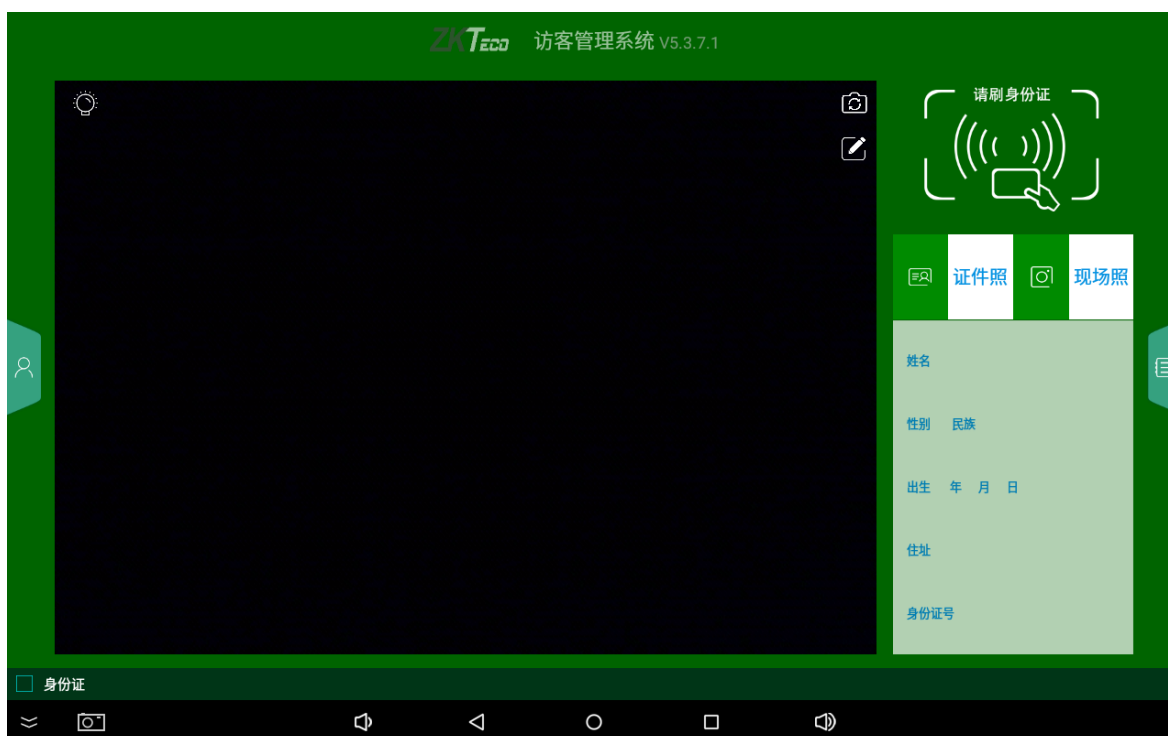 ZKTeco 访客管理系统 V5.3.7.1
请刷身份证
证件照 现场照
姓名
性别 民族
出生 年 月 日
住址
身份证号
身份证